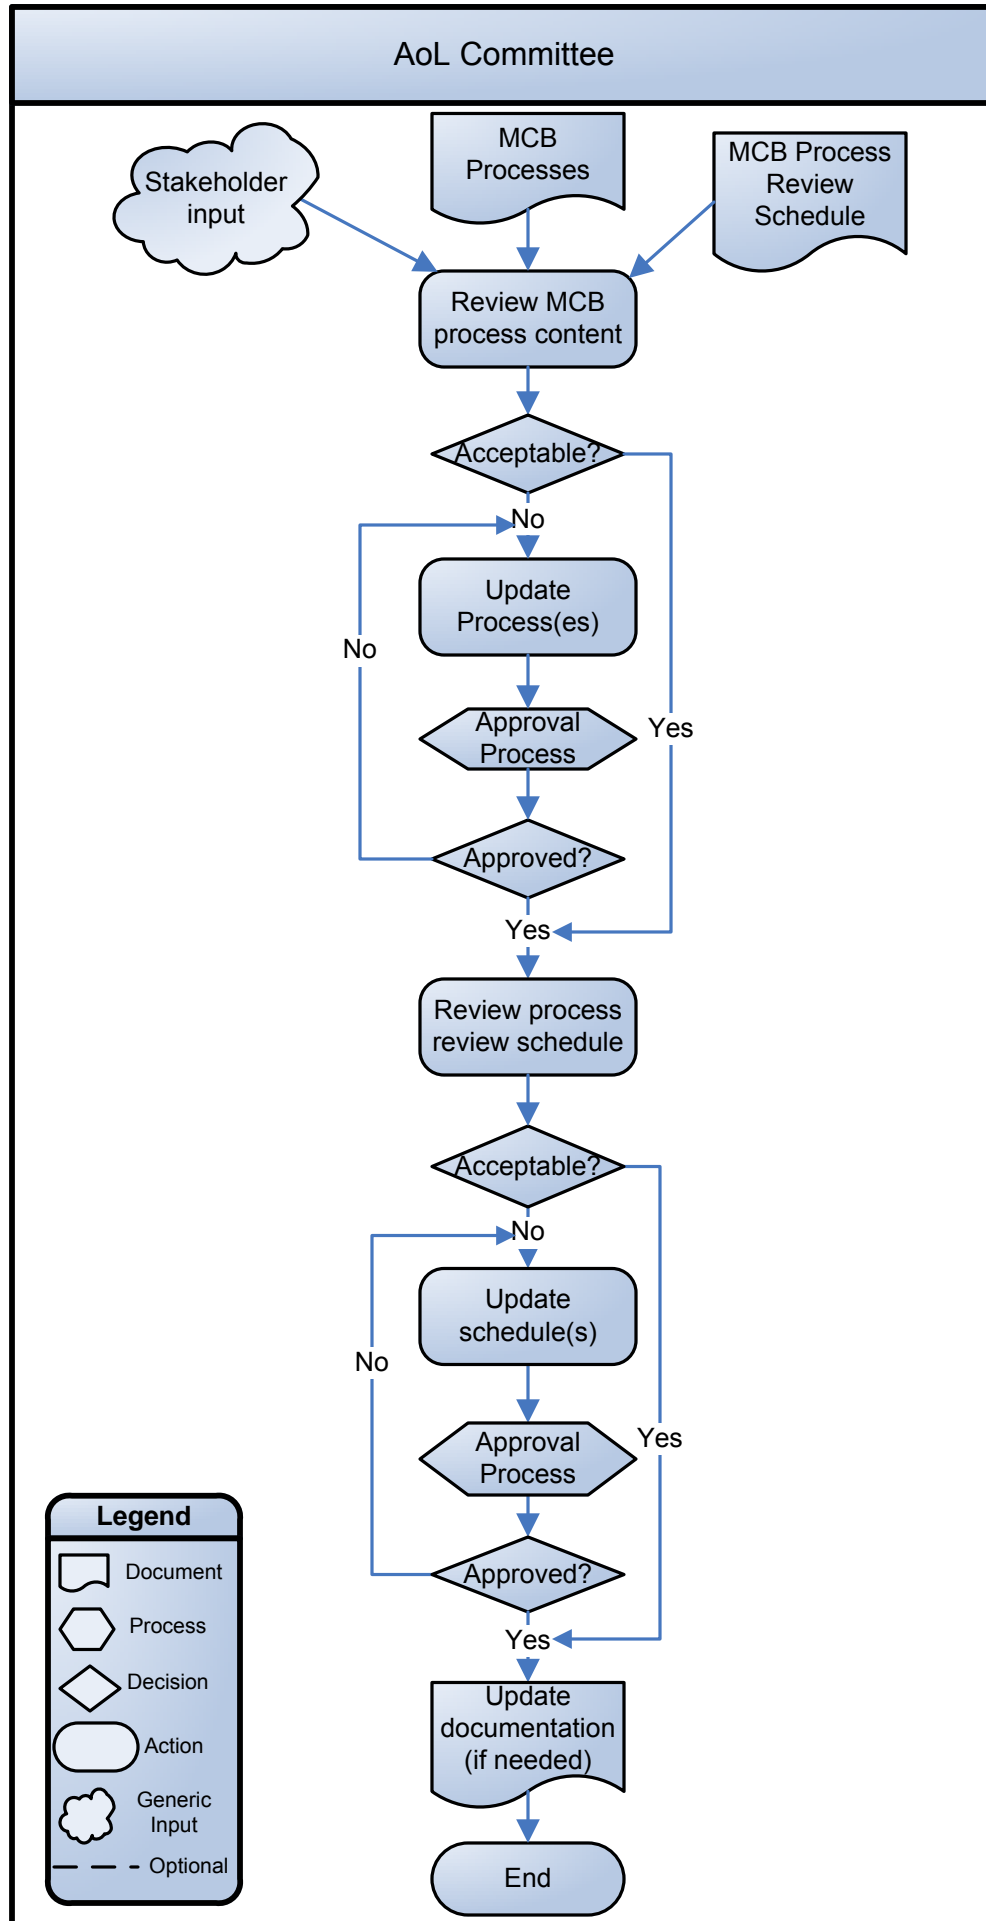 AoL Committee
Stakeholder
input
MCB
Processes
MCB Process
Review
Schedule
Review MCB
process content
Acceptable?
No
Update
Process(es)
No
Approval
Process
Yes
Approved?
Yes
Review process
review schedule
Acceptable?
No
Update
schedule(s)
No
Approval
Process
Yes
Approved?
Yes
Update
documentation
(if needed)
End
Legend
Document
Process
Decision
Action
Generic
Input
Optional